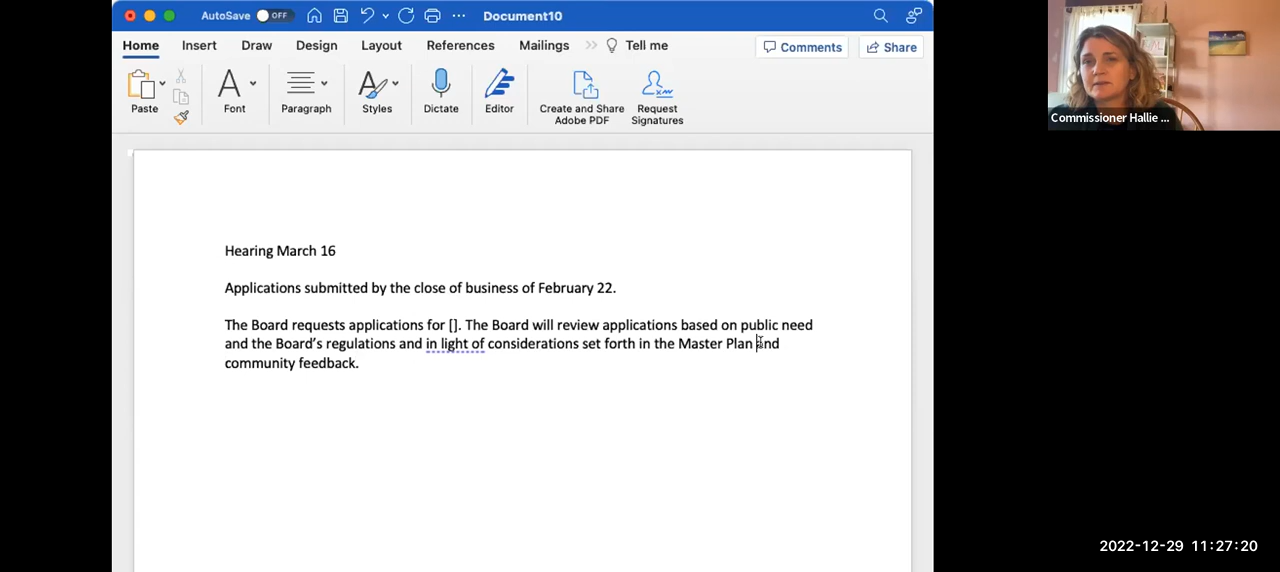 AutoSave OFF
Document10
Home Insert Draw Design Layout References Mailings >> Tell me
Comments Share
Paste Font Paragraph Styles Dictate Editor Create and Share Adobe PDF Request Signatures
Commissioner Hallie ...
Hearing March 16
Applications submitted by the close of business of February 22.
The Board requests applications for []. The Board will review applications based on public need
and the Board's regulations and in light of considerations set forth in the Master Plan and
community feedback.
2022-12-29 11:27:20